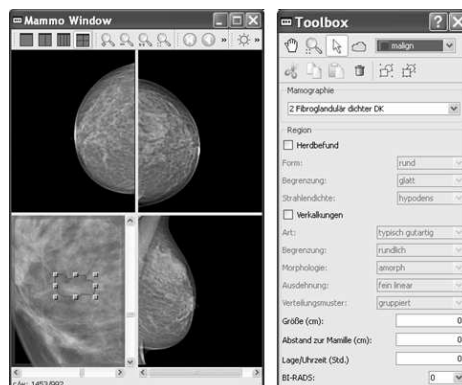 Mammo Window
Toolbox
malign
Mamographie
2 Fibroglandulär dichter DK
Region
Herdbefund
Form: rund
Begrenzung: glatt
Strahlendichte: hypodens
Verkalkungen
Art: typisch gutartig
Begrenzung: rundlich
Morphologie: amorph
Ausdehnung: fein linear
Verteilungsmuster: gruppiert
Größe (cm): 0
Abstand zur Mamille (cm): 0
Lage/Uhrzeit (Std.) 0
BI-RADS: 0
1453/992